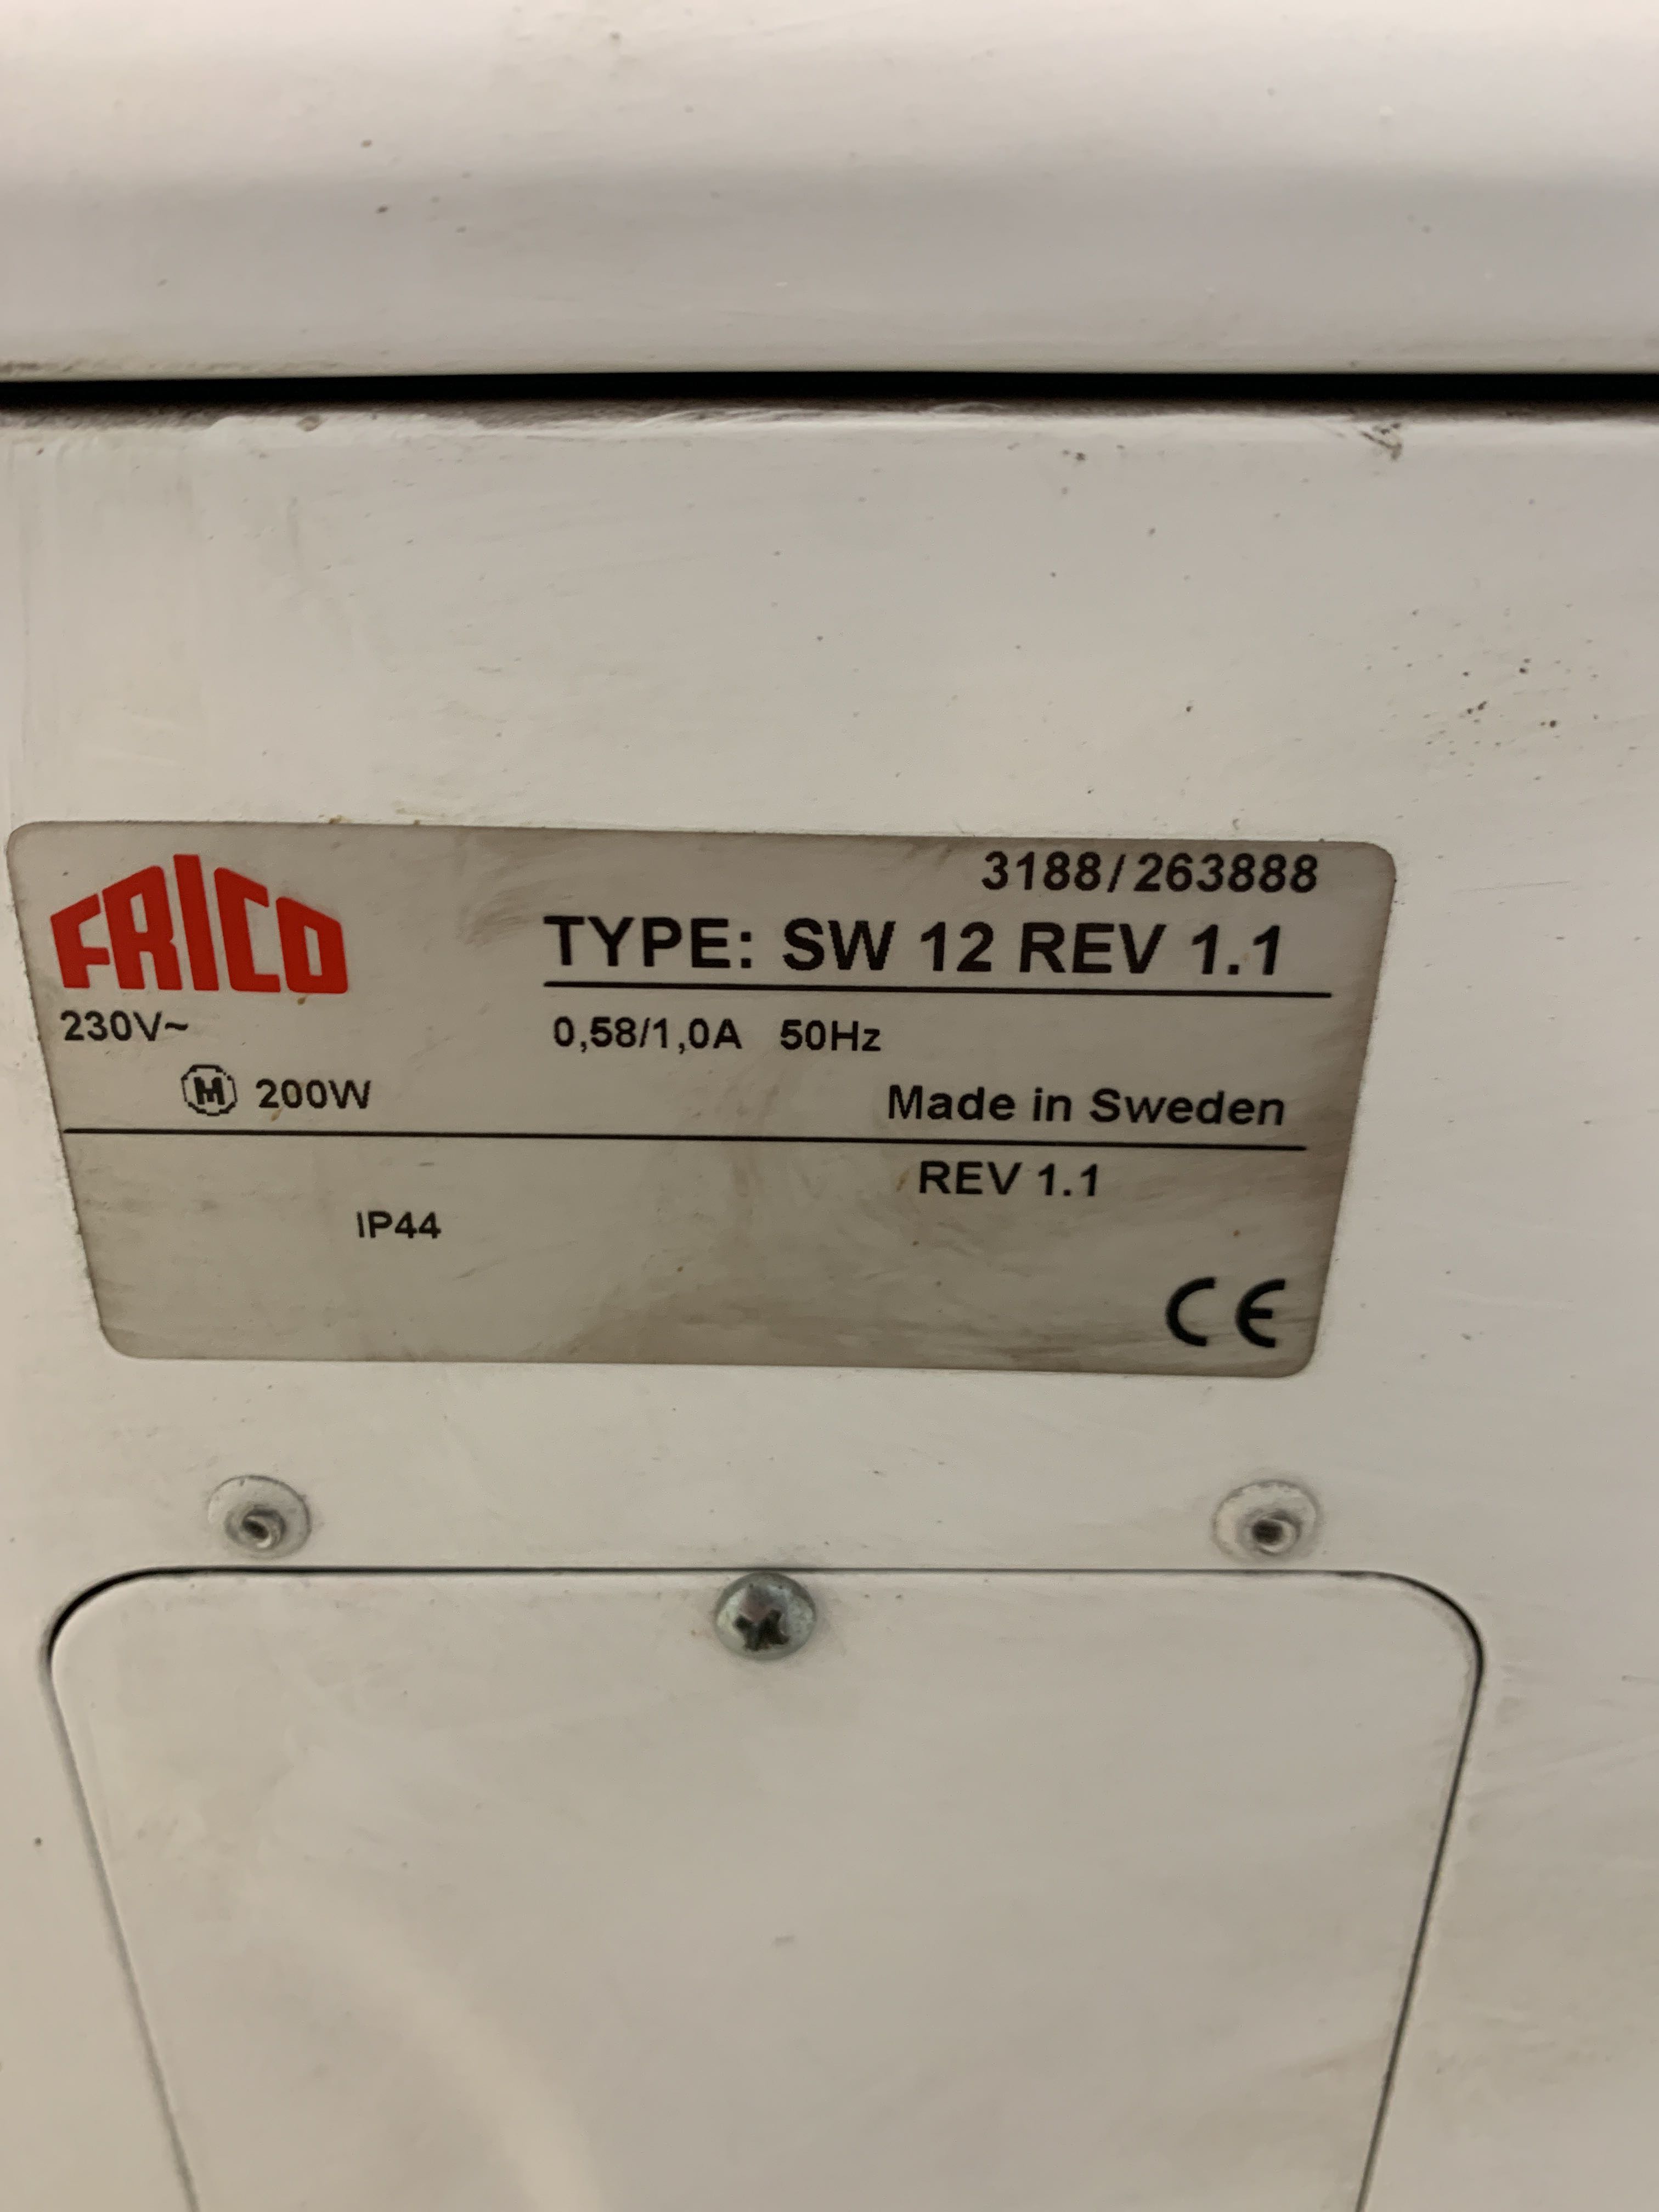 FRICO
3188/263888
TYPE: SW 12 REV 1.1
230V~ 0,58/1,0A 50Hz
M 200W
Made in Sweden
REV 1.1
IP44
CE